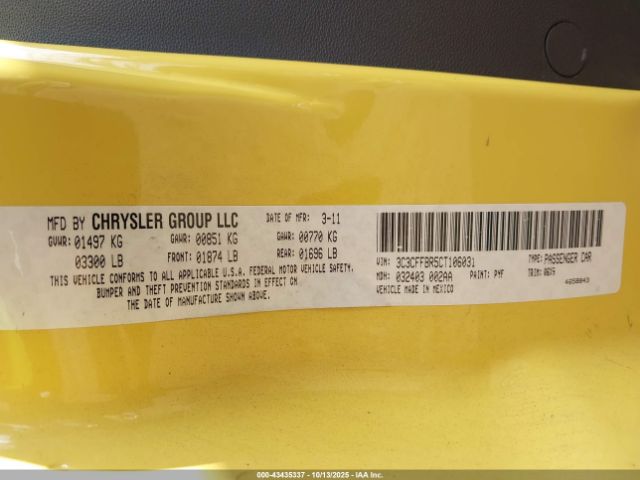 MFD BY CHRYSLER GROUP LLC DATE OF MFR: 3-11
GVWR: 01497 KG GAWR: 00851 KG GAWR: 00770 KG
03300 LB FRONT: 01874 LB REAR: 01696 LB
THIS VEHICLE CONFORMS TO ALL APPLICABLE U.S.A. FEDERAL MOTOR VEHICLE SAFETY,
BUMPER AND THEFT PREVENTION STANDARDS IN EFFECT ON
THE DATE OF MANUFACTURE SHOWN ABOVE.
VIN: 3C3CFFBR5CT106031 TYPE: PASSENGER CAR
MDH: 032403 002AA PAINT: PYF TRIM:
VEHICLE MADE IN MEXICO
000-43435337 - 10/13/2025 - COPYRIGHT IAA, Inc.